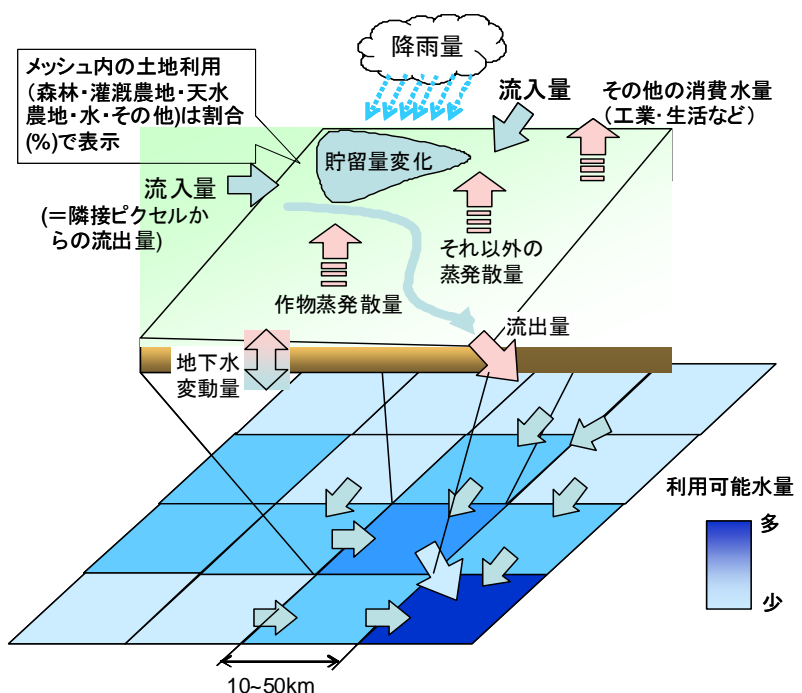 降雨量
メッシュ内の土地利用
(森林・灌漑農地・天水
農地・水・その他)は割合
(%)で表示
流入量
その他の消費水量
(工業・生活など)
貯留量変化
流入量
(=隣接ピクセルか
らの流出量)
それ以外の
蒸発散量
作物蒸発散量
流出量
地下水
変動量
利用可能水量
多
少
10~50km